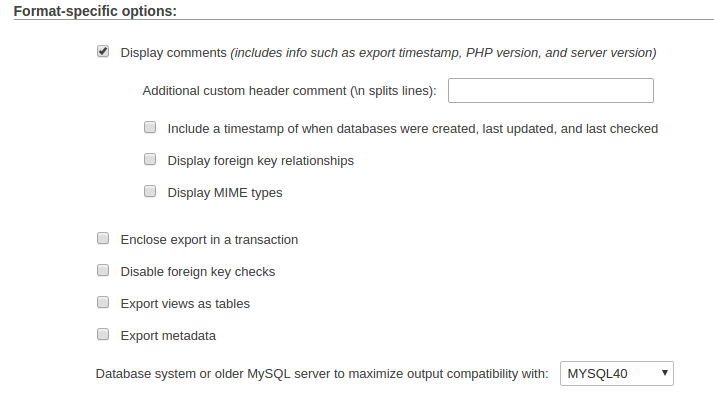 Format-specific options:
Display comments (includes info such as export timestamp, PHP version, and server version)
Additional custom header comment (\n splits lines):
Include a timestamp of when databases were created, last updated, and last checked
Display foreign key relationships
Display MIME types
Enclose export in a transaction
Disable foreign key checks
Export views as tables
Export metadata
Database system or older MySQL server to maximize output compatibility with: MYSQL40